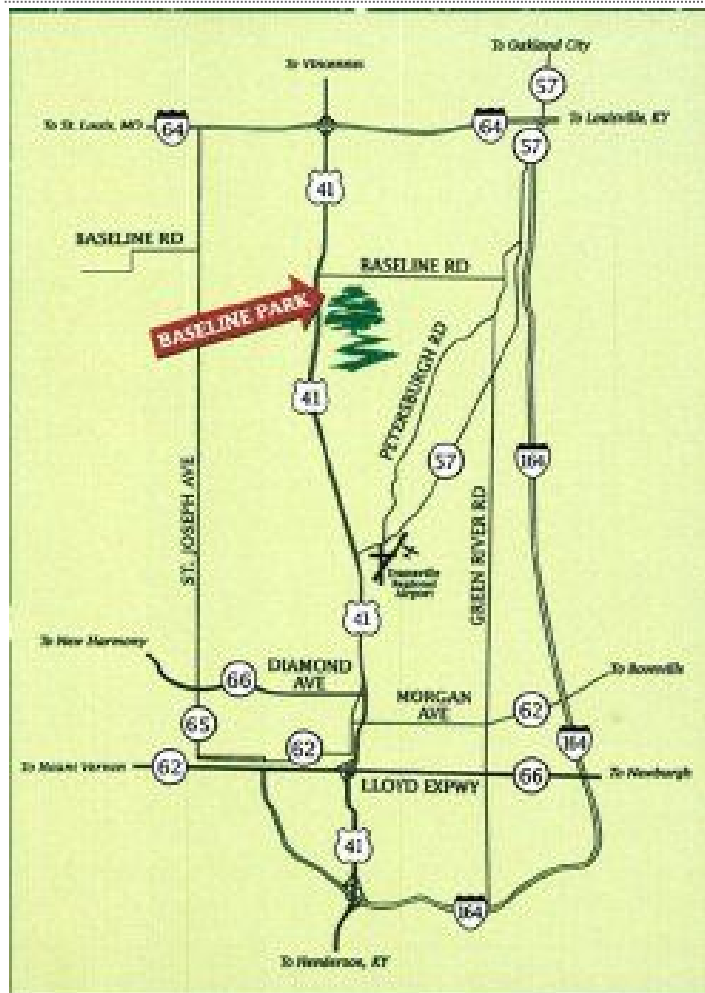 To Oakland City
57
To Vincennes
To St. Louis, MO
64
64
To Louisville, KY
57
41
BASELINE RD
BASELINE RD
BASELINE PARK
PETERSBURGH RD
41
57
164
ST. JOSEPH AVE
GREEN RIVER RD
Evansville
Regional
Airport
41
To New Harmony
66
DIAMOND
AVE
To Boonville
MORGAN
AVE
62
65
62
164
To Mount Vernon
62
LLOYD EXPWY
66
To Newburgh
41
164
To Henderson, KY